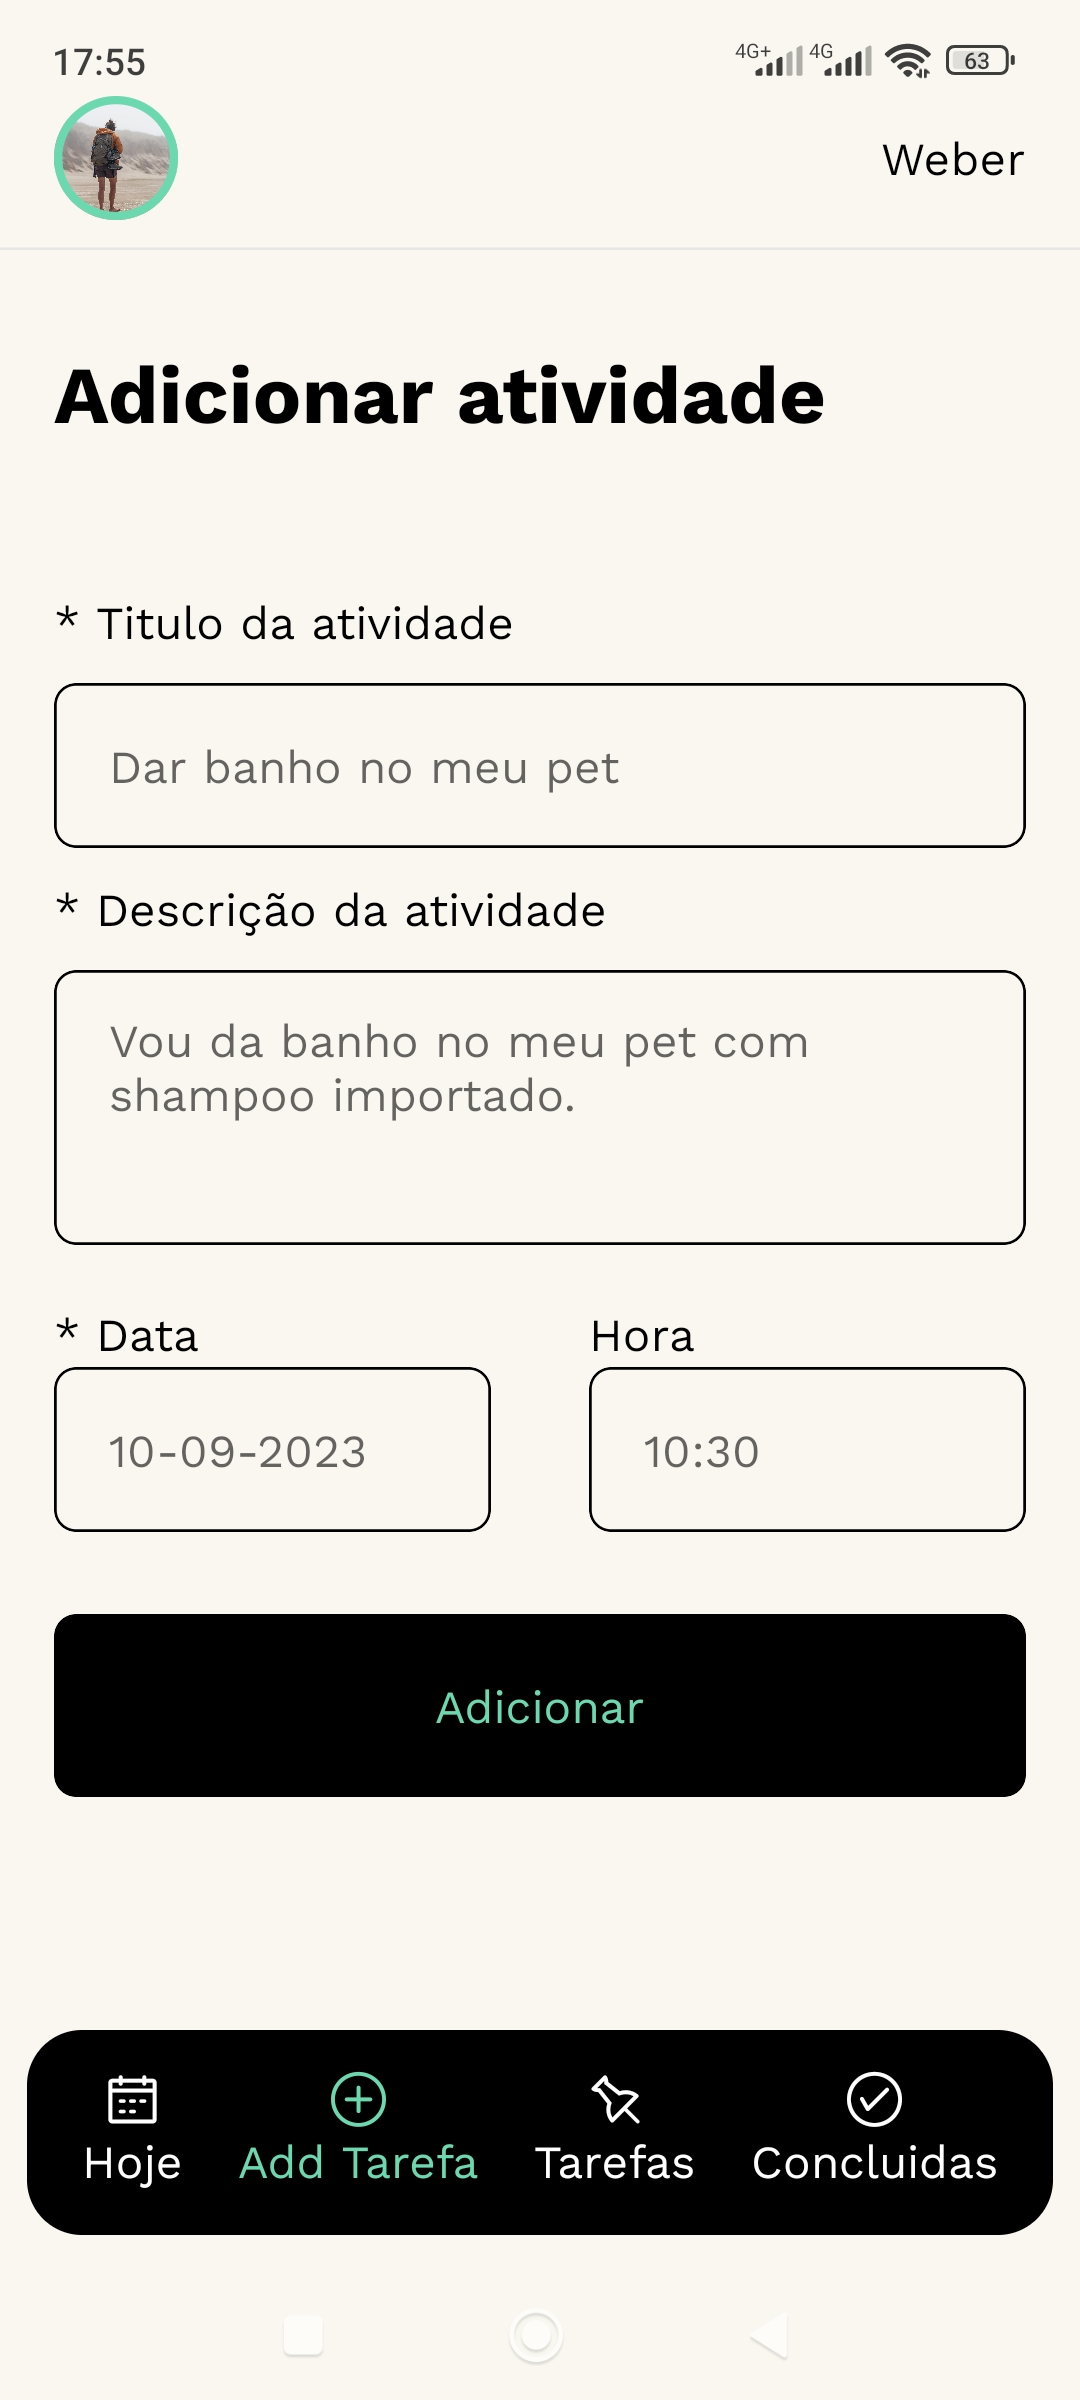 17:55
4G+ 4G 63
Weber
Adicionar atividade
* Titulo da atividade
Dar banho no meu pet
* Descrição da atividade
Vou da banho no meu pet com
shampoo importado.
* Data Hora
10-09-2023 10:30
Adicionar
Hoje Add Tarefa Tarefas Concluidas